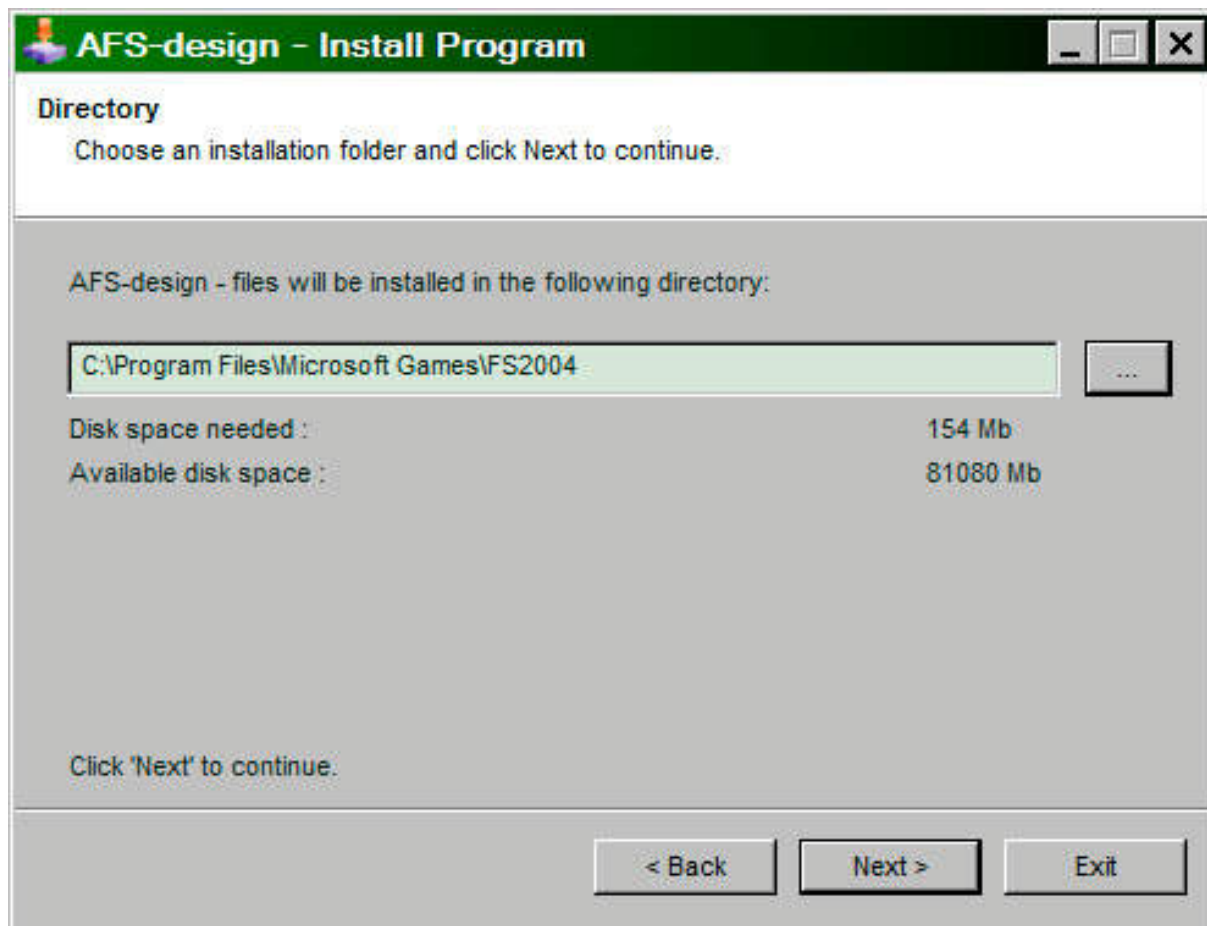 AFS-design - Install Program
Directory
Choose an installation folder and click Next to continue.
AFS-design - files will be installed in the following directory:
C:\Program Files\Microsoft Games\FS2004
...
Disk space needed : 154 Mb
Available disk space : 81080 Mb
Click 'Next' to continue.
< Back Next > Exit